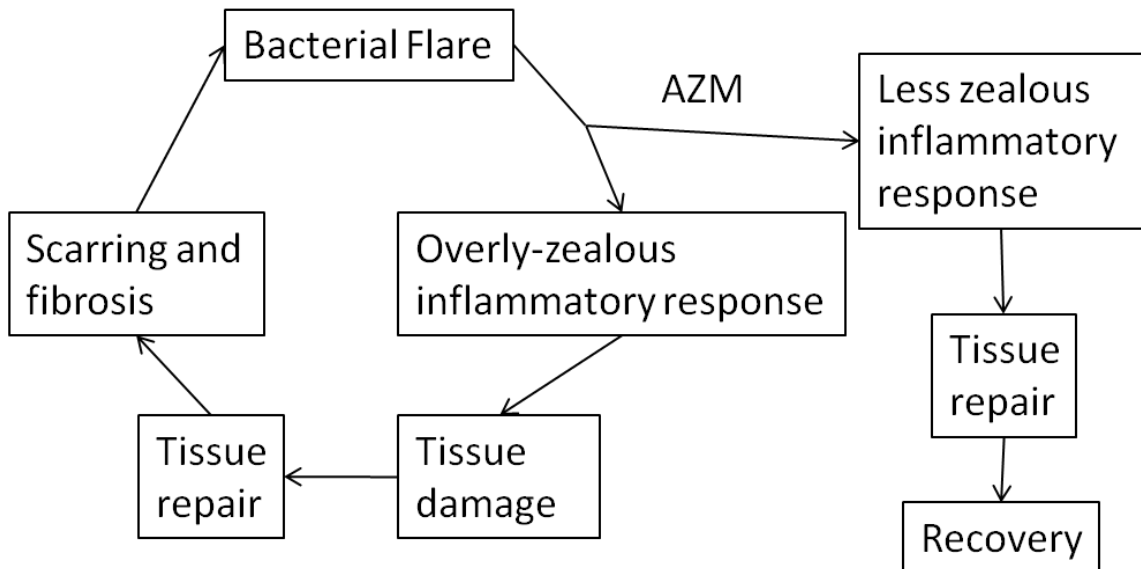 Bacterial Flare
AZM
Less zealous
inflammatory
response
Scarring and
fibrosis
Overly-zealous
inflammatory response
Tissue
repair
Tissue
repair
Tissue
damage
Recovery